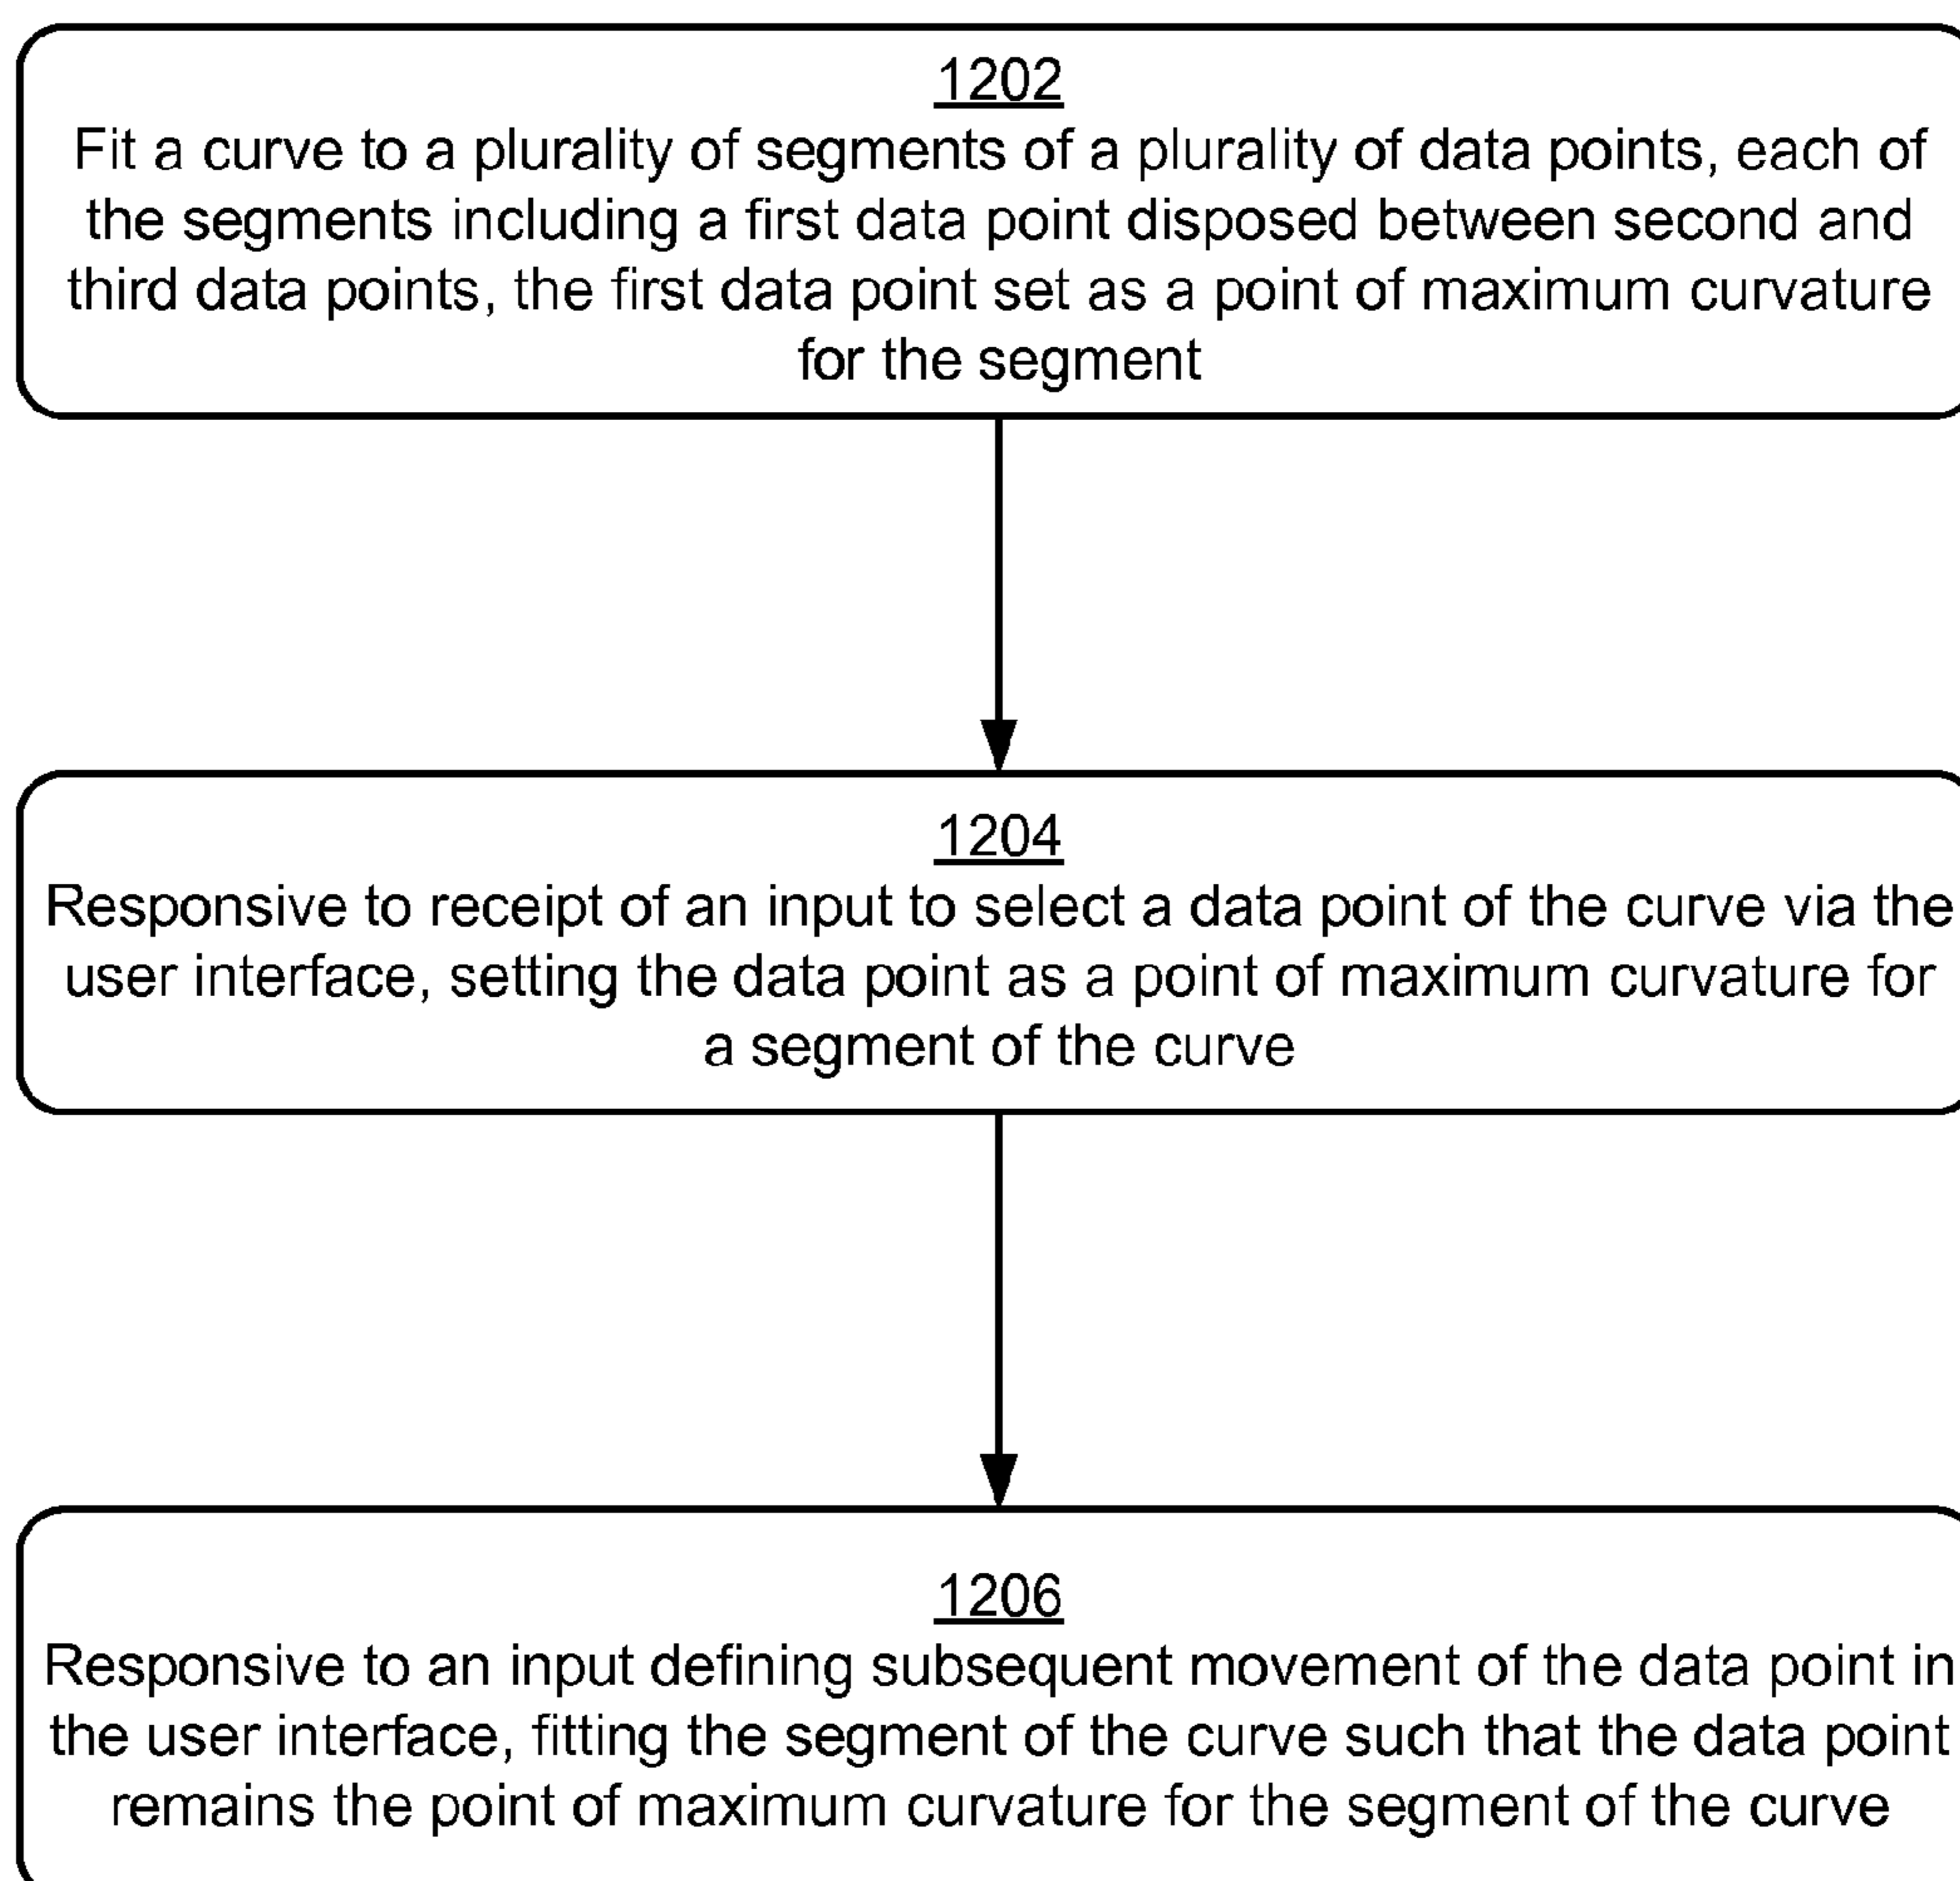 1202
Fit a curve to a plurality of segments of a plurality of data points, each of
the segments including a first data point disposed between second and
third data points, the first data point set as a point of maximum curvature
for the segment
1204
Responsive to receipt of an input to select a data point of the curve via the
user interface, setting the data point as a point of maximum curvature for
a segment of the curve
1206
Responsive to an input defining subsequent movement of the data point in
the user interface, fitting the segment of the curve such that the data point
remains the point of maximum curvature for the segment of the curve